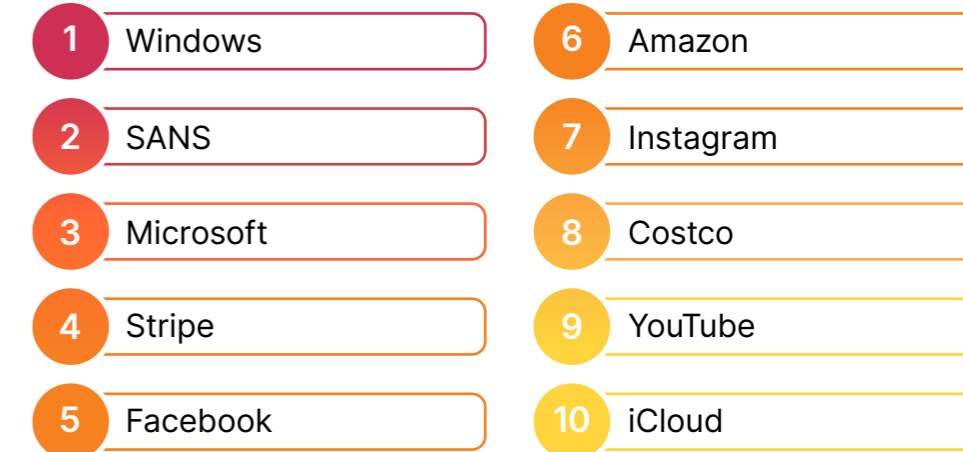 1 Windows
2 SANS
3 Microsoft
4 Stripe
5 Facebook
6 Amazon
7 Instagram
8 Costco
9 YouTube
10 iCloud